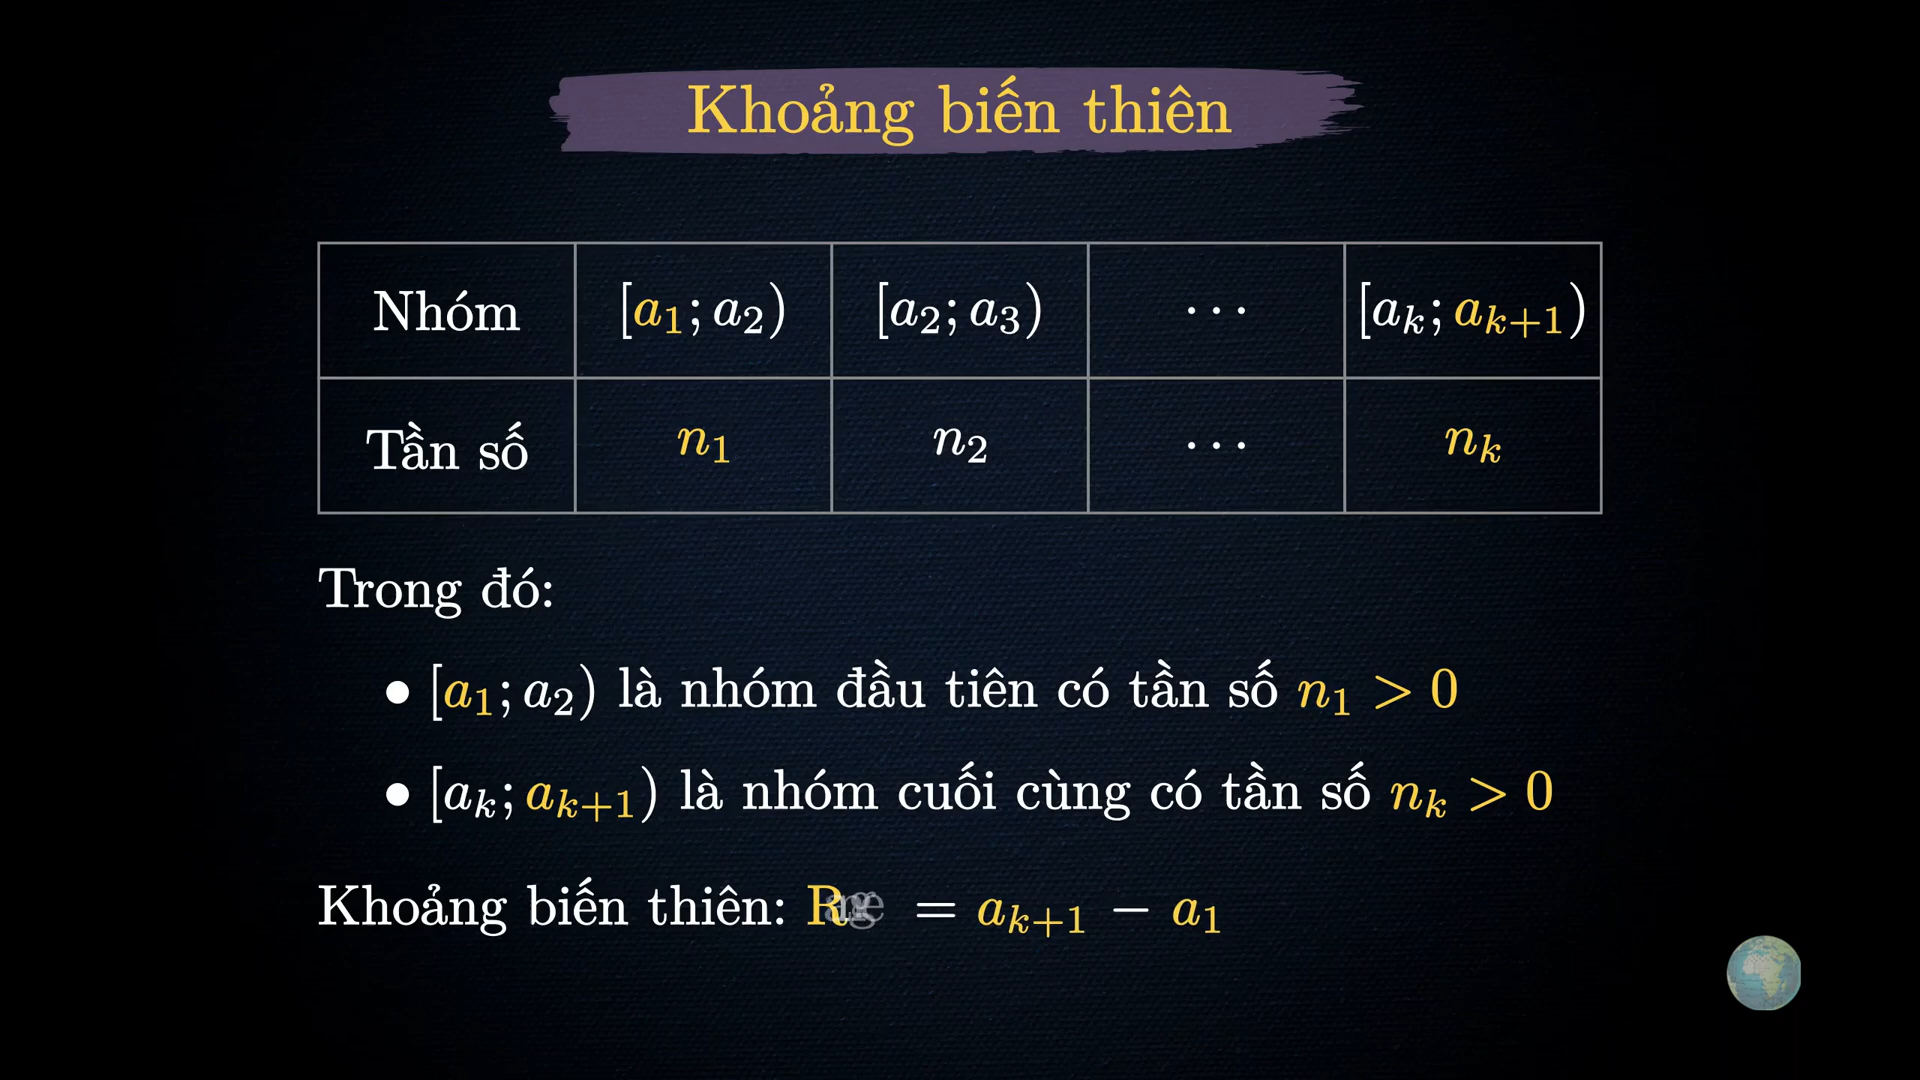 Khoảng biến thiên
Nhóm [a₁; a₂) [a₂; a₃) ··· [aₖ; aₖ₊₁)
Tần số n₁ n₂ ··· nₖ
Trong đó:
● [a₁; a₂) là nhóm đầu tiên có tần số n₁ > 0
● [aₖ; aₖ₊₁) là nhóm cuối cùng có tần số nₖ > 0
Khoảng biến thiên: R = aₖ₊₁ − a₁